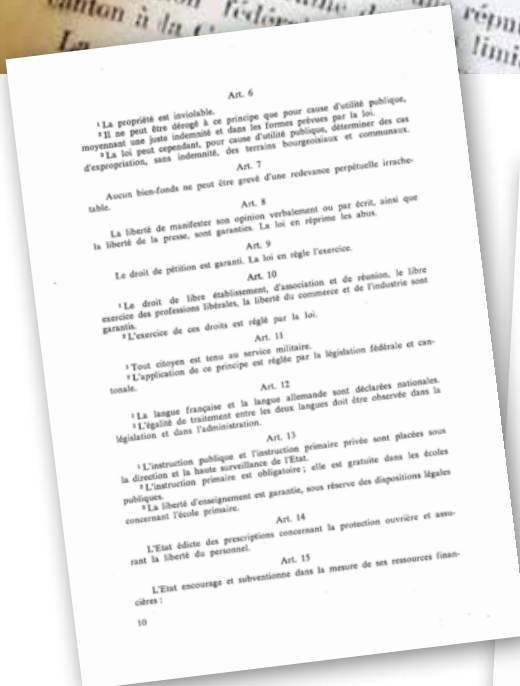 canton à la
La
fédéra
réput
limi
Art. 6
¹ La propriété est inviolable.
² Il ne peut être dérogé à ce principe que pour cause d'utilité publique,
moyennant une juste indemnité et dans les formes prévues par la loi.
³ La loi peut cependant, pour cause d'utilité publique, déterminer des cas
d'expropriation, sans indemnité, des terrains bourgeoisiaux et communaux.
Art. 7
Aucun bien-fonds ne peut être grevé d'une redevance perpétuelle irrache-
table.
Art. 8
La liberté de manifester son opinion verbalement ou par écrit, ainsi que
la liberté de la presse, sont garanties. La loi en réprime les abus.
Art. 9
Le droit de pétition est garanti. La loi en règle l'exercice.
Art. 10
¹ Le droit de libre établissement, d'association et de réunion, le libre
exercice des professions libérales, la liberté du commerce et de l'industrie sont
garantis.
² L'exercice de ces droits est réglé par la loi.
Art. 11
¹ Tout citoyen est tenu au service militaire.
² L'application de ce principe est réglée par la législation fédérale et can-
tonale.
Art. 12
¹ La langue française et la langue allemande sont déclarées nationales.
² L'égalité de traitement entre les deux langues doit être observée dans la
législation et dans l'administration.
Art. 13
¹ L'instruction publique et l'instruction primaire privée sont placées sous
la direction et la haute surveillance de l'Etat.
² L'instruction primaire est obligatoire ; elle est gratuite dans les écoles
publiques.
³ La liberté d'enseignement est garantie, sous réserve des dispositions légales
concernant l'école primaire.
Art. 14
L'Etat édicte des prescriptions concernant la protection ouvrière et assu-
rant la liberté du personnel.
Art. 15
L'Etat encourage et subventionne dans la mesure de ses ressources finan-
cières :
10